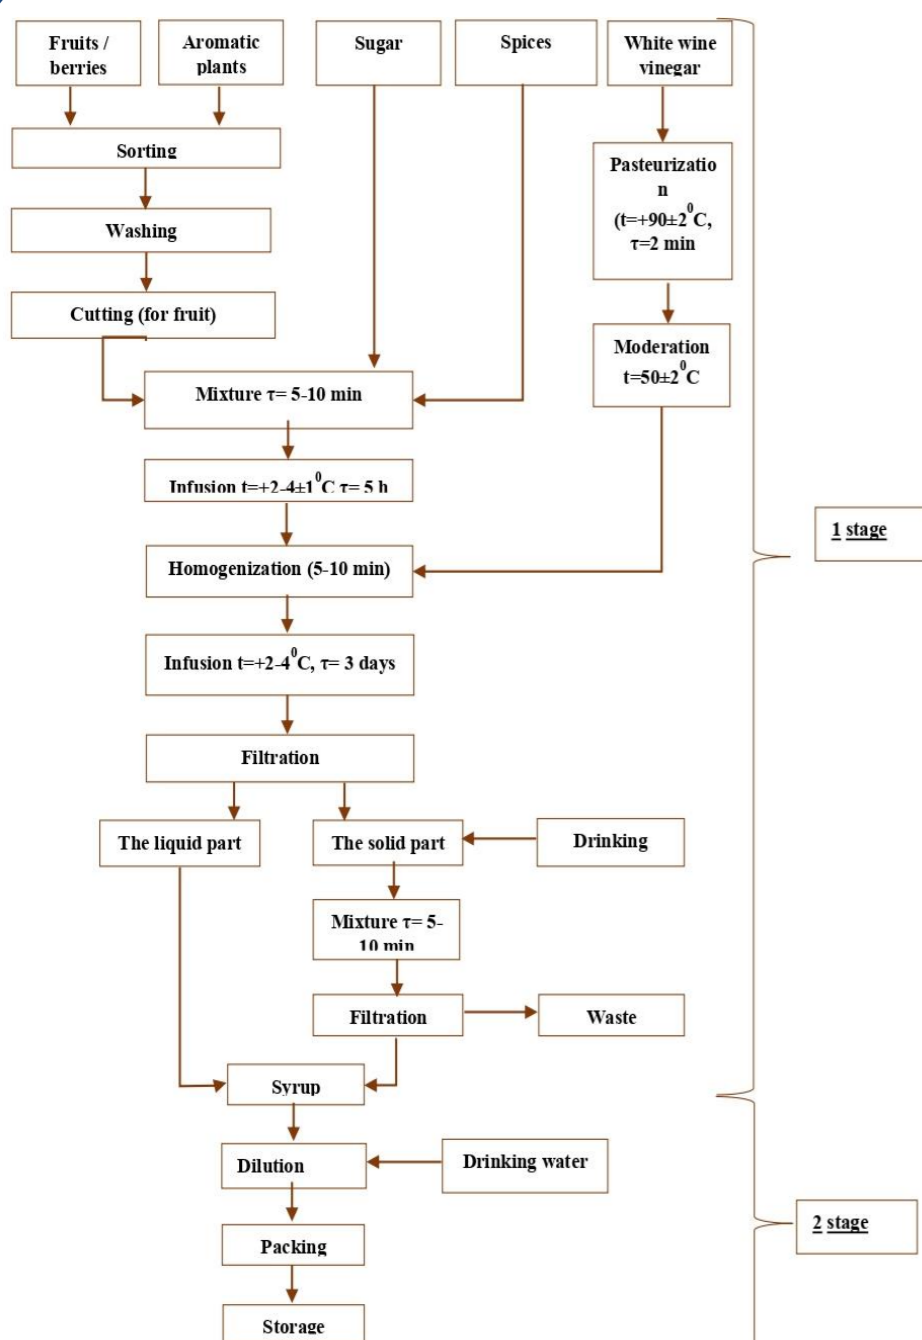 Fruits /
berries
Aromatic
plants
Sugar
Spices
White wine
vinegar
Sorting
Washing
Cutting (for fruit)
Pasteurizatio
n
(t=+90±2⁰C,
τ=2 min
Moderation
t=50±2⁰C
Mixture τ= 5-10 min
Infusion t=+2-4±1⁰C τ= 5 h
Homogenization (5-10 min)
1 stage
Infusion t=+2-4⁰C, τ= 3 days
Filtration
The liquid part
The solid part
Drinking
Mixture τ= 5-
10 min
Filtration
Waste
Syrup
Dilution
Drinking water
2 stage
Packing
Storage